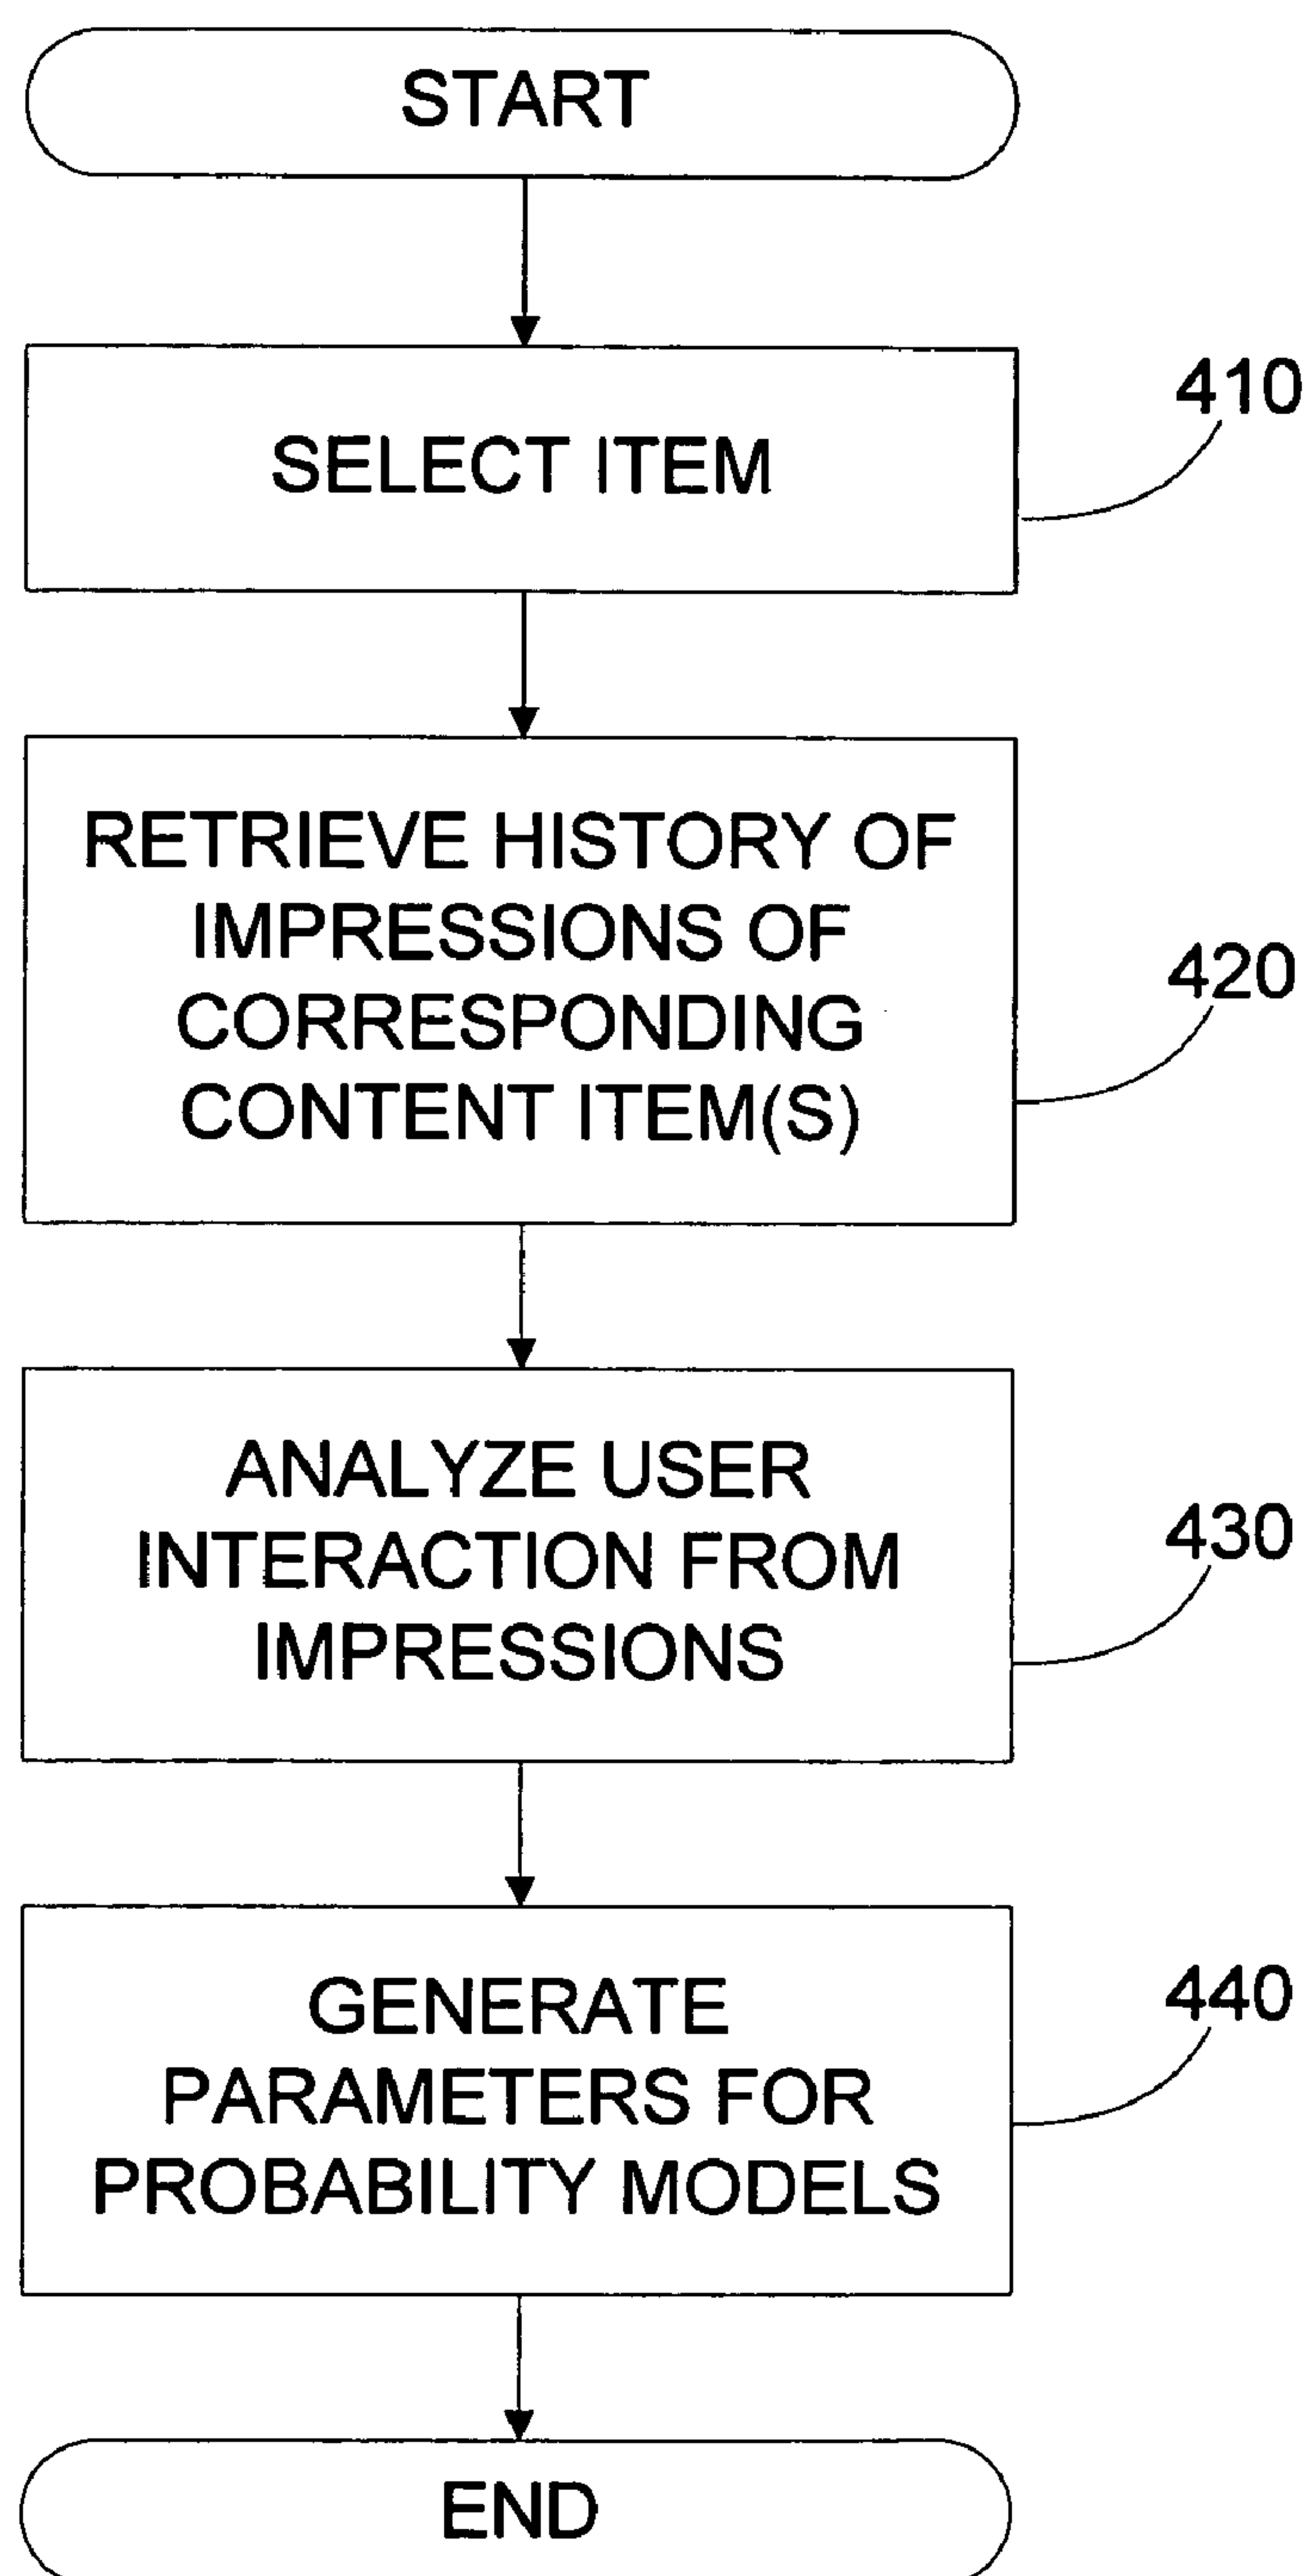 START
SELECT ITEM
410
RETRIEVE HISTORY OF
IMPRESSIONS OF
CORRESPONDING
CONTENT ITEM(S)
420
ANALYZE USER
INTERACTION FROM
IMPRESSIONS
430
GENERATE
PARAMETERS FOR
PROBABILITY MODELS
440
END